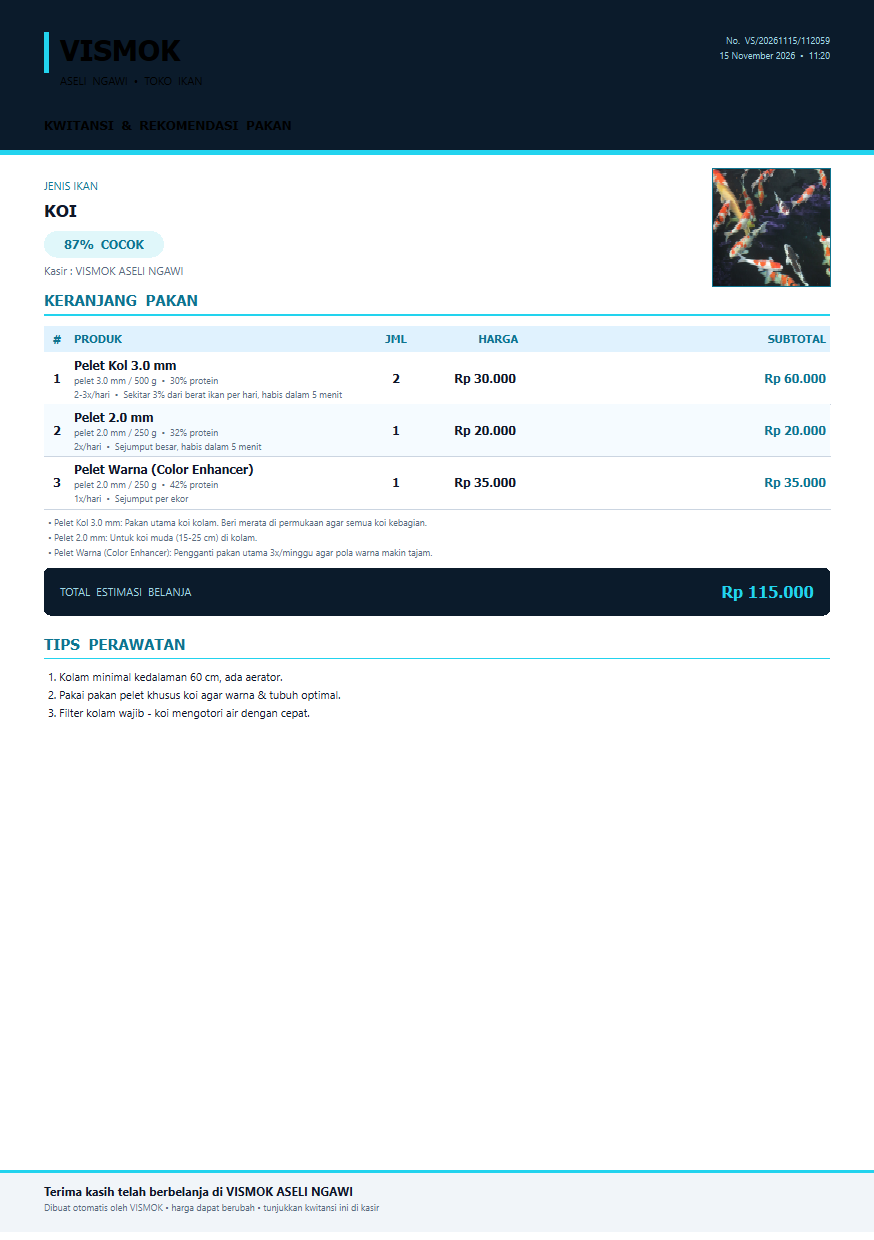 VISMOK
ASELI NGAWI • TOKO IKAN
No. VS/20261115/112059
15 November 2026 • 11:20
KWITANSI & REKOMENDASI PAKAN
JENIS IKAN
KOI
87% COCOK
Kasir : VISMOK ASELI NGAWI
KERANJANG PAKAN
# PRODUK JML HARGA SUBTOTAL
1 Pelet Kol 3.0 mm 2 Rp 30.000 Rp 60.000
pelet 3.0 mm / 500 g • 30% protein
2-3x/hari • Sekitar 3% dari berat ikan per hari, habis dalam 5 menit
2 Pelet 2.0 mm 1 Rp 20.000 Rp 20.000
pelet 2.0 mm / 250 g • 32% protein
2x/hari • Sejumput besar, habis dalam 5 menit
3 Pelet Warna (Color Enhancer) 1 Rp 35.000 Rp 35.000
pelet 2.0 mm / 250 g • 42% protein
1x/hari • Sejumput per ekor
• Pelet Kol 3.0 mm: Pakan utama koi kolam. Beri merata di permukaan agar semua koi kebagian.
• Pelet 2.0 mm: Untuk koi muda (15-25 cm) di kolam.
• Pelet Warna (Color Enhancer): Pengganti pakan utama 3x/minggu agar pola warna makin tajam.
TOTAL ESTIMASI BELANJA Rp 115.000
TIPS PERAWATAN
1. Kolam minimal kedalaman 60 cm, ada aerator.
2. Pakai pakan pelet khusus koi agar warna & tubuh optimal.
3. Filter kolam wajib - koi mengotori air dengan cepat.
Terima kasih telah berbelanja di VISMOK ASELI NGAWI
Dibuat otomatis oleh VISMOK • harga dapat berubah • tunjukkan kwitansi ini di kasir